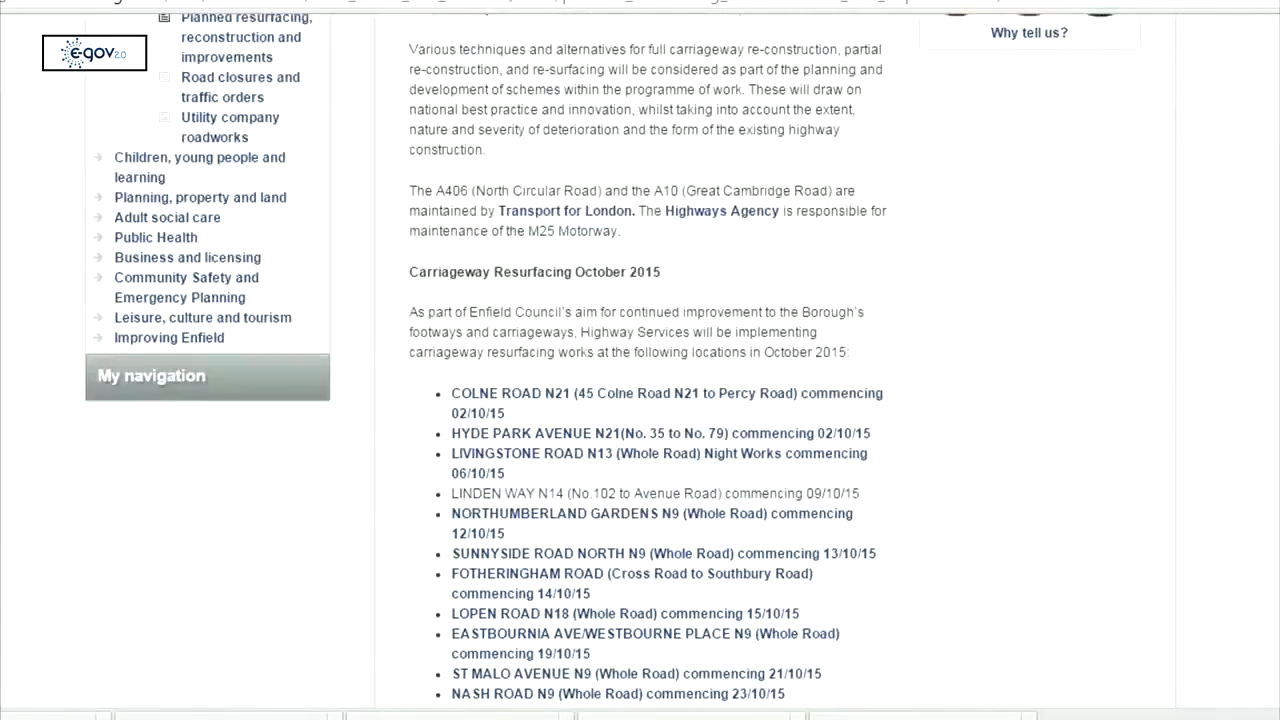 Planned resurfacing,
reconstruction and
improvements
Road closures and
traffic orders
Utility company
roadworks
Children, young people and
learning
Planning, property and land
Adult social care
Public Health
Business and licensing
Community Safety and
Emergency Planning
Leisure, culture and tourism
Improving Enfield
My navigation
e-gov 2.0
Various techniques and alternatives for full carriageway re-construction, partial
re-construction, and re-surfacing will be considered as part of the planning and
development of schemes within the programme of work. These will draw on
national best practice and innovation, whilst taking into account the extent,
nature and severity of deterioration and the form of the existing highway
construction.
The A406 (North Circular Road) and the A10 (Great Cambridge Road) are
maintained by Transport for London. The Highways Agency is responsible for
maintenance of the M25 Motorway.
Carriageway Resurfacing October 2015
As part of Enfield Council's aim for continued improvement to the Borough's
footways and carriageways, Highway Services will be implementing
carriageway resurfacing works at the following locations in October 2015:
• COLNE ROAD N21 (45 Colne Road N21 to Percy Road) commencing
02/10/15
• HYDE PARK AVENUE N21(No. 35 to No. 79) commencing 02/10/15
• LIVINGSTONE ROAD N13 (Whole Road) Night Works commencing
06/10/15
• LINDEN WAY N14 (No.102 to Avenue Road) commencing 09/10/15
• NORTHUMBERLAND GARDENS N9 (Whole Road) commencing
12/10/15
• SUNNYSIDE ROAD NORTH N9 (Whole Road) commencing 13/10/15
• FOTHERINGHAM ROAD (Cross Road to Southbury Road)
commencing 14/10/15
• LOPEN ROAD N18 (Whole Road) commencing 15/10/15
• EASTBOURNIA AVE/WESTBOURNE PLACE N9 (Whole Road)
commencing 19/10/15
• ST MALO AVENUE N9 (Whole Road) commencing 21/10/15
• NASH ROAD N9 (Whole Road) commencing 23/10/15
Why tell us?